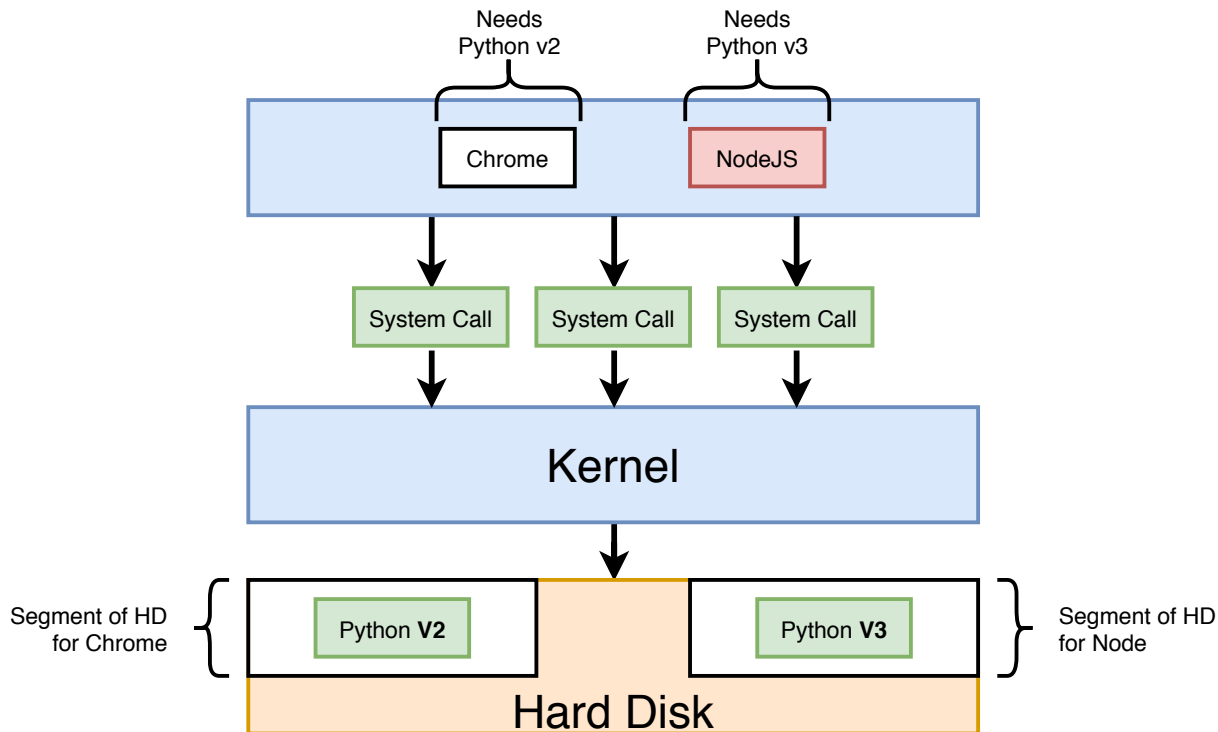 Needs
Python v2
Needs
Python v3
Chrome
NodeJS
System Call
System Call
System Call
Kernel
Segment of HD
for Chrome
Python V2
Python V3
Segment of HD
for Node
Hard Disk